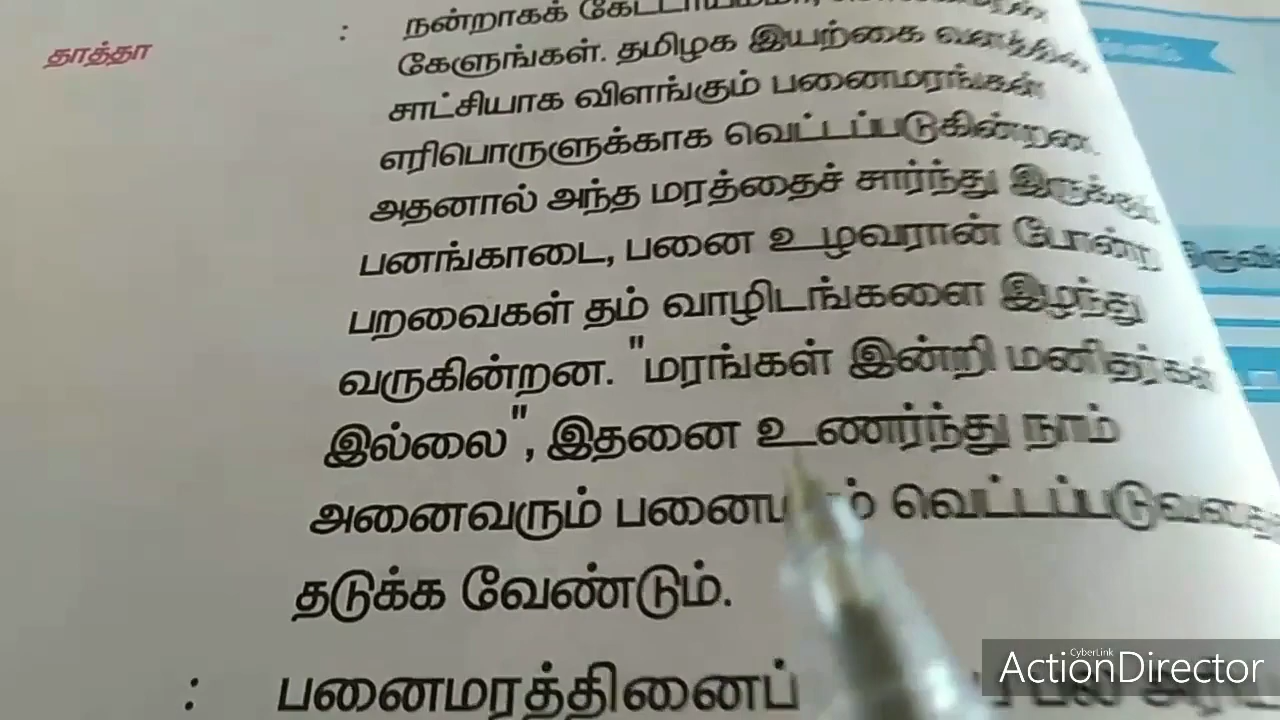 தாத்தா : நன்றாகக்
கேளுங்கள். தமிழக இயற்கை வளத்தின்
சாட்சியாக விளங்கும் பனைமரங்கள்
எரிபொருளுக்காக வெட்டப்படுகின்றன.
அதனால் அந்த மரத்தைச் சார்ந்து இருக்கும்
பனங்காடை, பனை உழவரான் போன்ற
பறவைகள் தம் வாழிடங்களை இழந்து
வருகின்றன. "மரங்கள் இன்றி மனிதர்கள்
இல்லை", இதனை உணர்ந்து நாம்
அனைவரும் வெட்டப்படுவதை
தடுக்க வேண்டும்.
: பனைமரத்தினைப்
CyberLink
ActionDirector